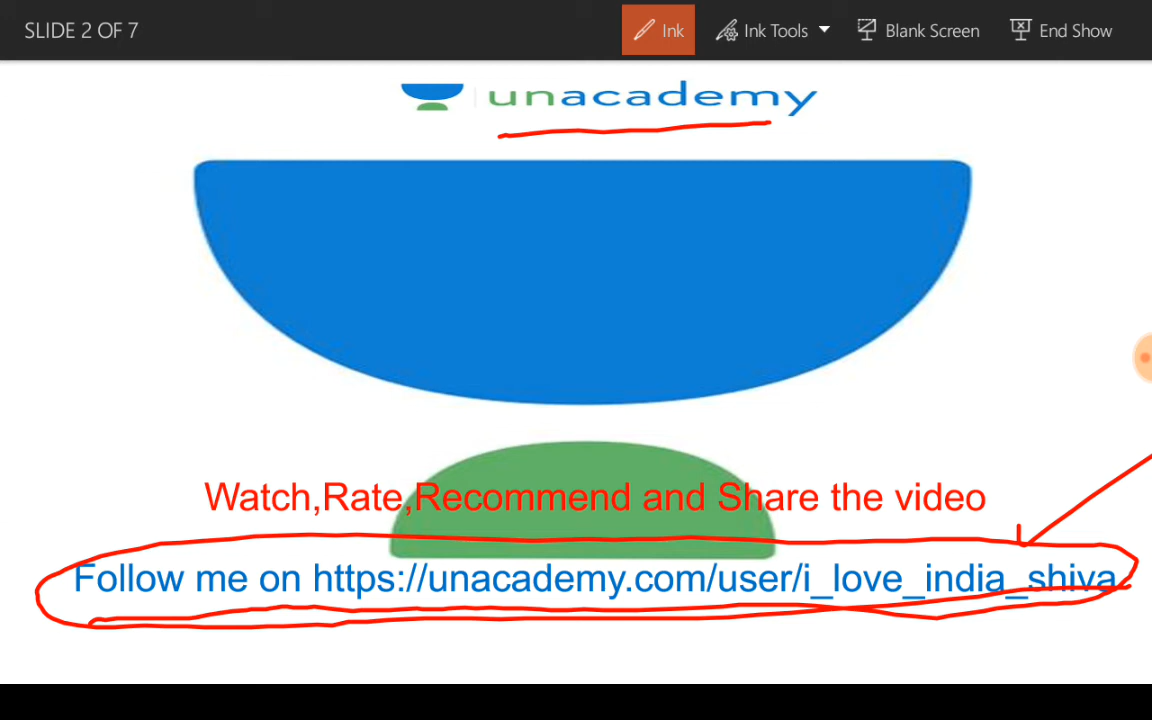 SLIDE 2 OF 7 Ink Ink Tools Blank Screen End Show
unacademy
Watch,Rate,Recommend and Share the video
Follow me on https://unacademy.com/user/i_love_india_shiva